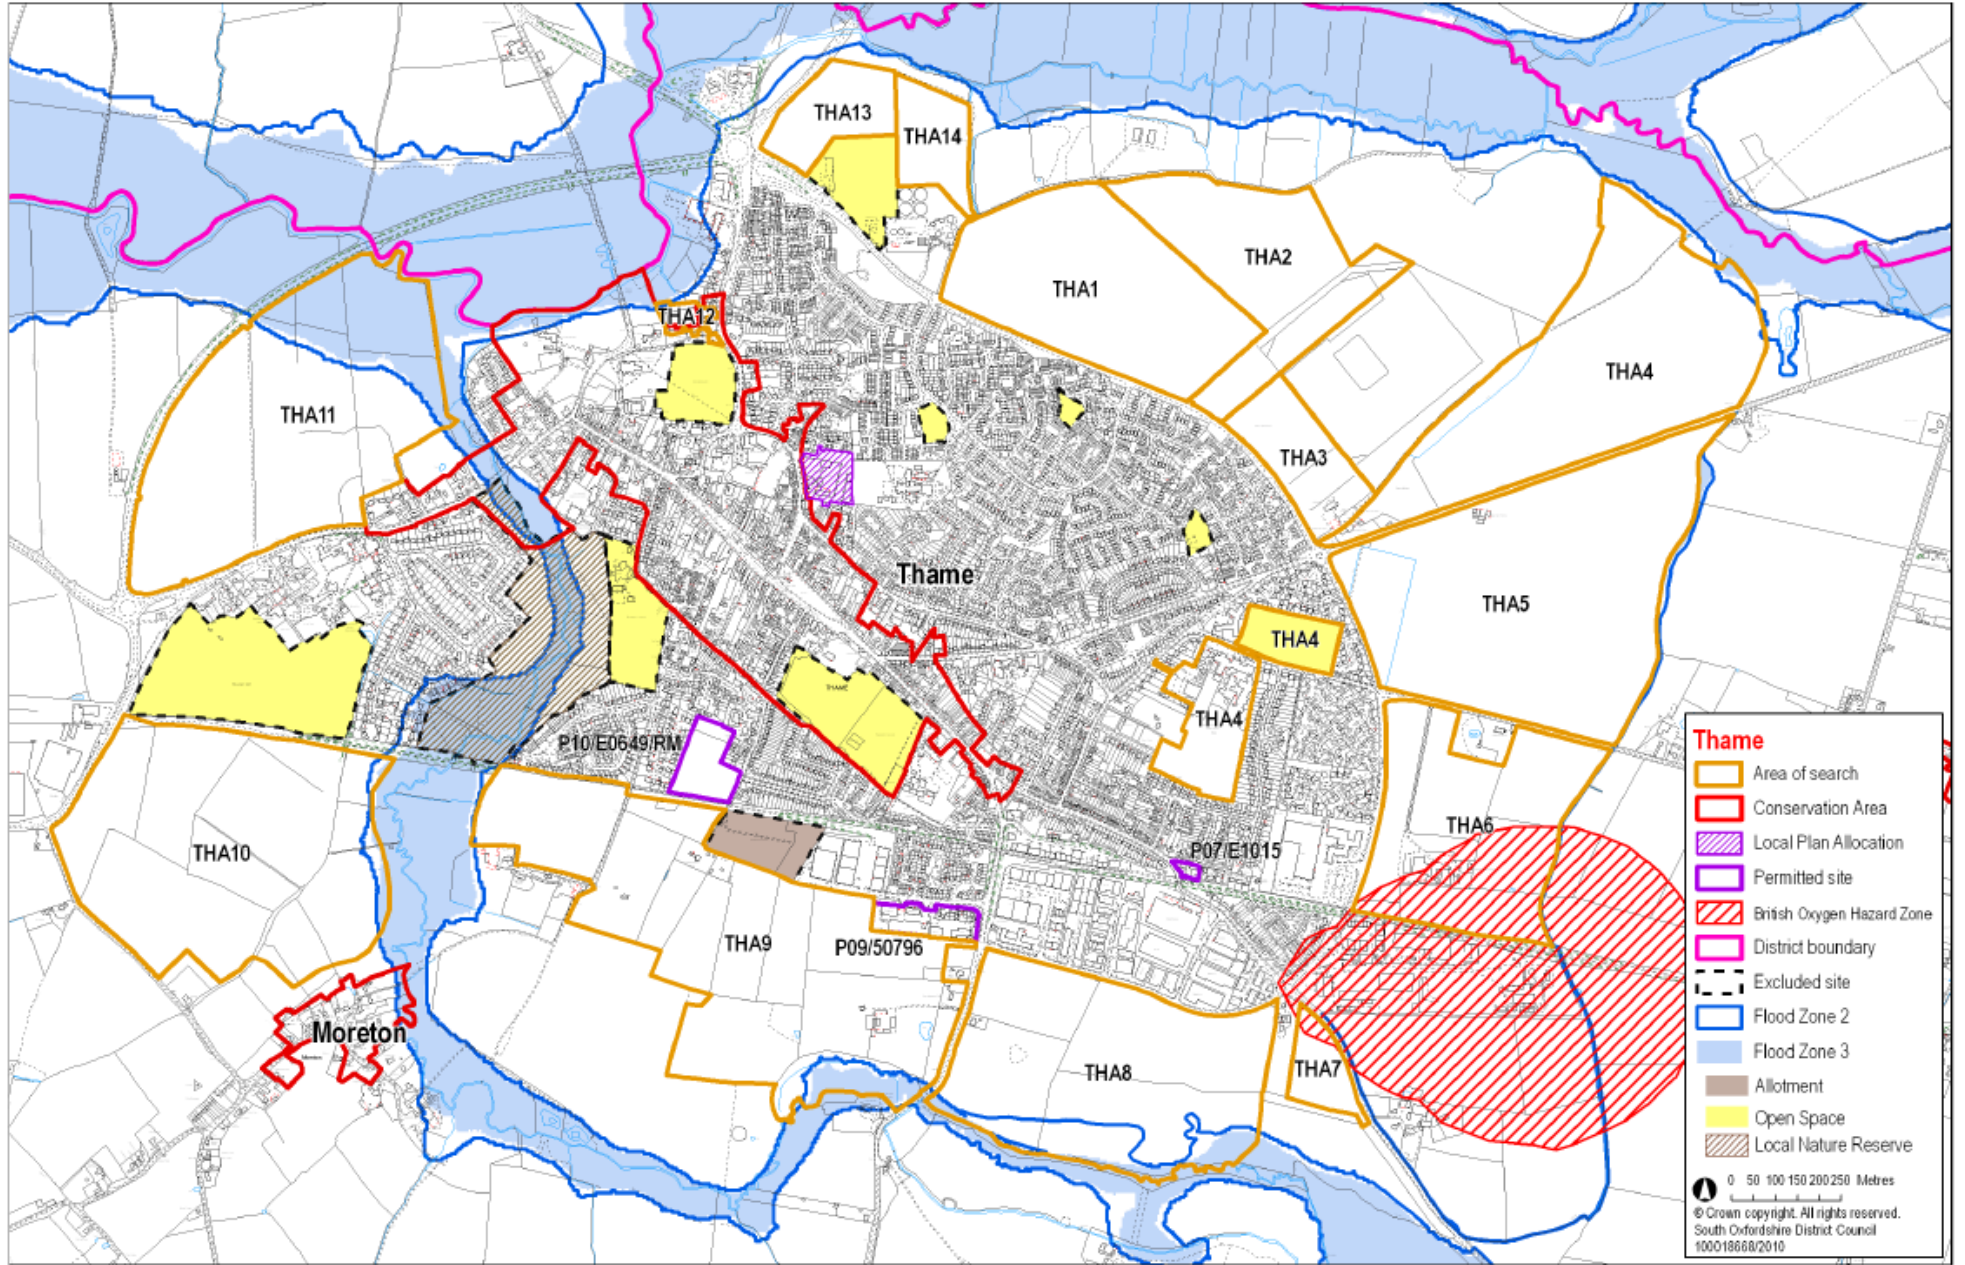 THA13
THA14
THA2
THA1
THA12
THA4
THA11
THA3
Thame
THA5
THA4
THAME
THA4
P10/E0649/RM
THA6
THA10
P07/E1015
THA9
P09/50796
Moreton
Moreton
THA8
THA7
Thame
Area of search
Conservation Area
Local Plan Allocation
Permitted site
British Oxygen Hazard Zone
District boundary
Excluded site
Flood Zone 2
Flood Zone 3
Allotment
Open Space
Local Nature Reserve
0 50 100 150 200 250 Metres
© Crown copyright. All rights reserved.
South Oxfordshire District Council
100018668/2010